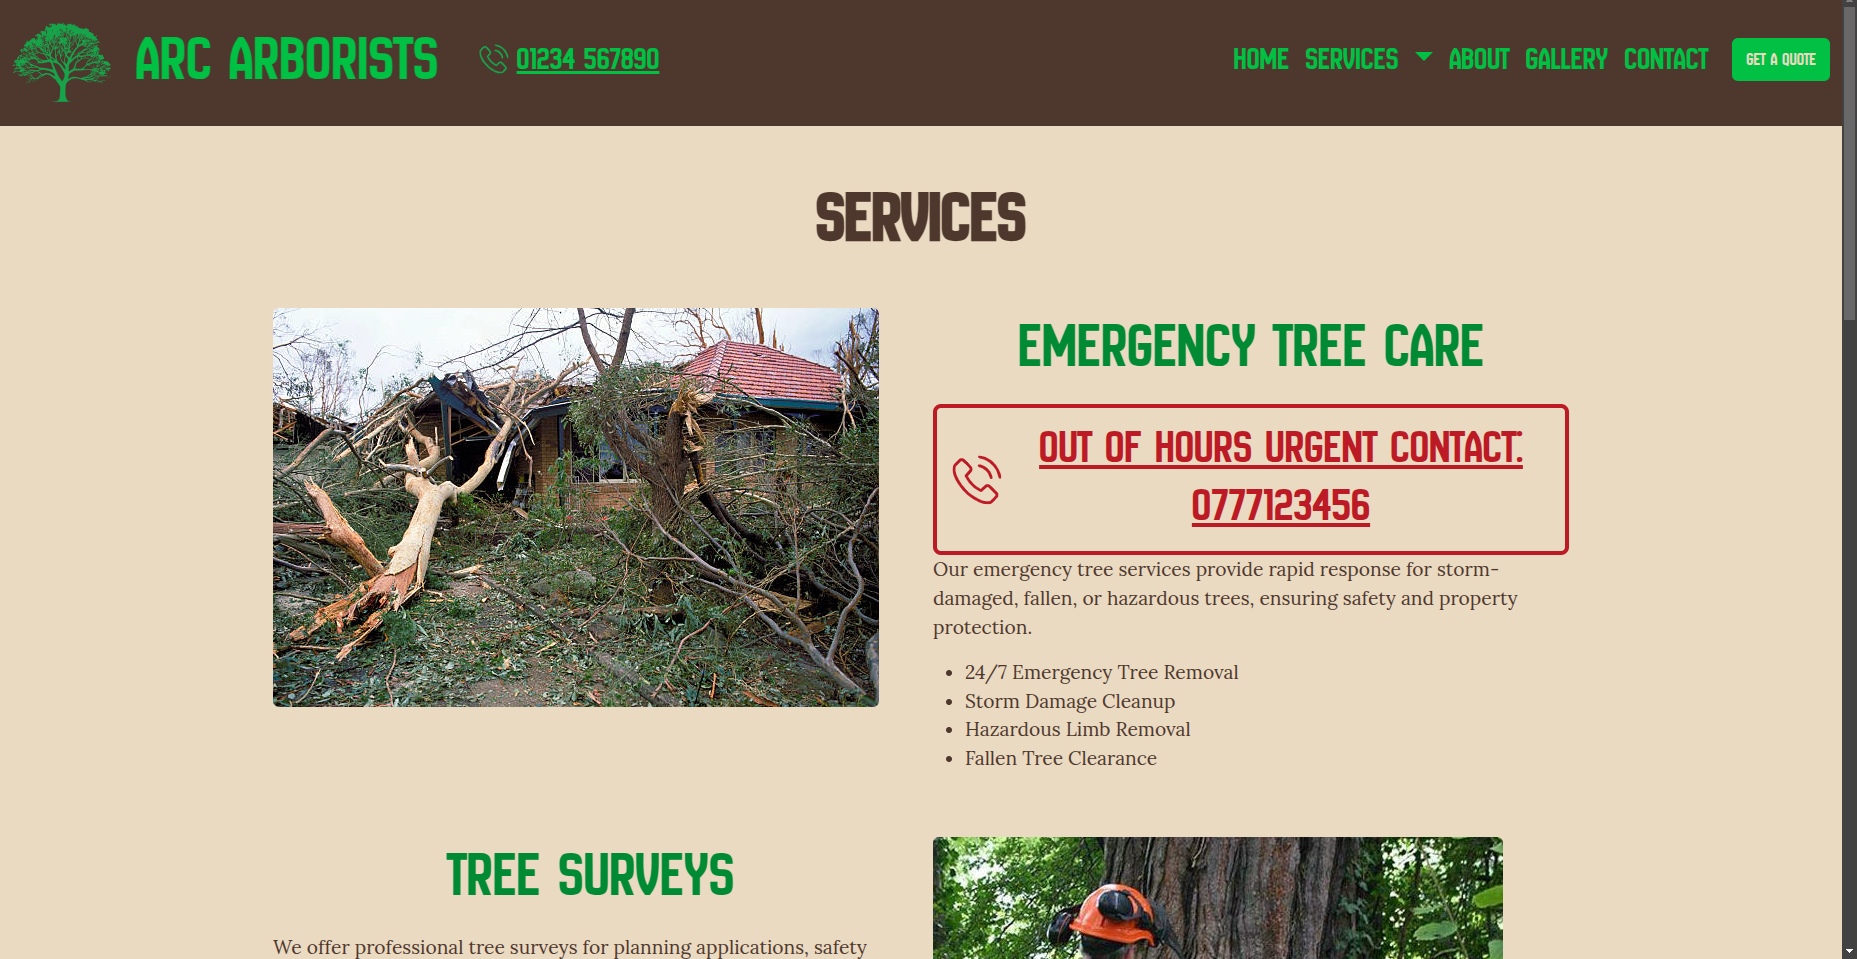 ARC ARBORISTS
01234 567890
HOME SERVICES ABOUT GALLERY CONTACT GET A QUOTE
SERVICES
EMERGENCY TREE CARE
OUT OF HOURS URGENT CONTACT:
0777123456
Our emergency tree services provide rapid response for storm-
damaged, fallen, or hazardous trees, ensuring safety and property
protection.
24/7 Emergency Tree Removal
Storm Damage Cleanup
Hazardous Limb Removal
Fallen Tree Clearance
TREE SURVEYS
We offer professional tree surveys for planning applications, safety